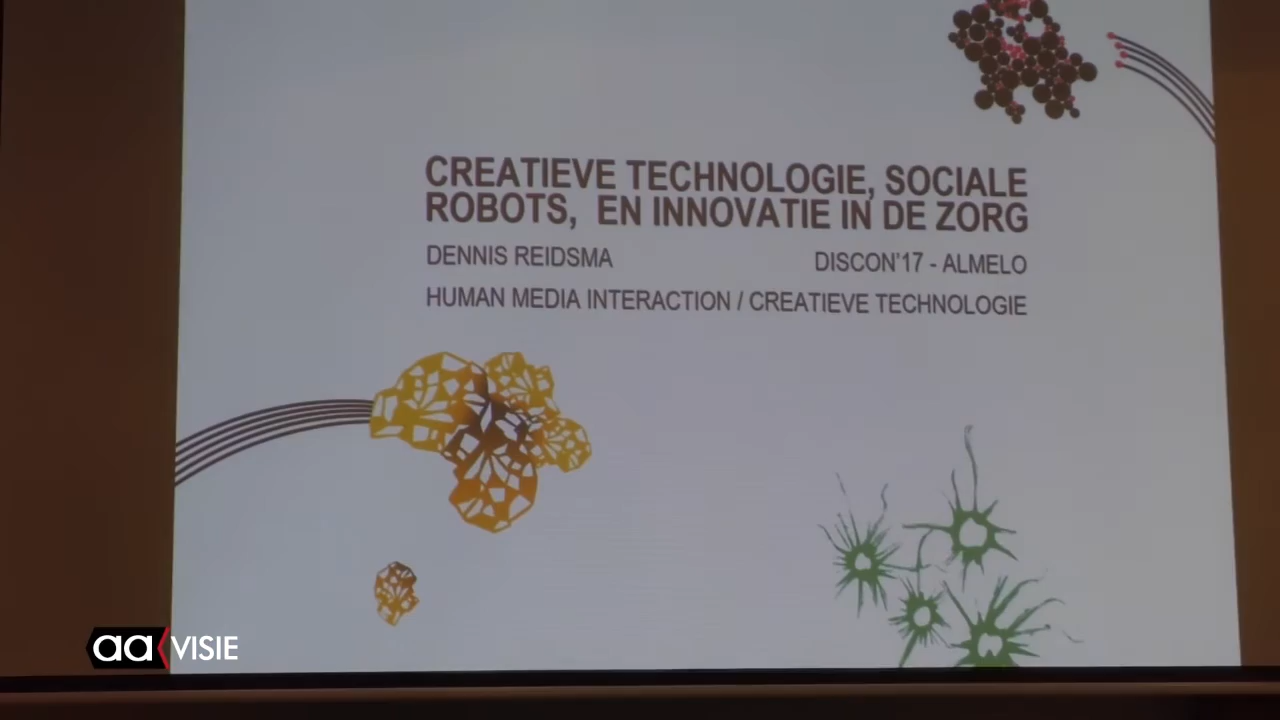 CREATIEVE TECHNOLOGIE, SOCIALE
ROBOTS, EN INNOVATIE IN DE ZORG
DENNIS REIDSMA DISCON'17 - ALMELO
HUMAN MEDIA INTERACTION / CREATIEVE TECHNOLOGIE
aa VISIE